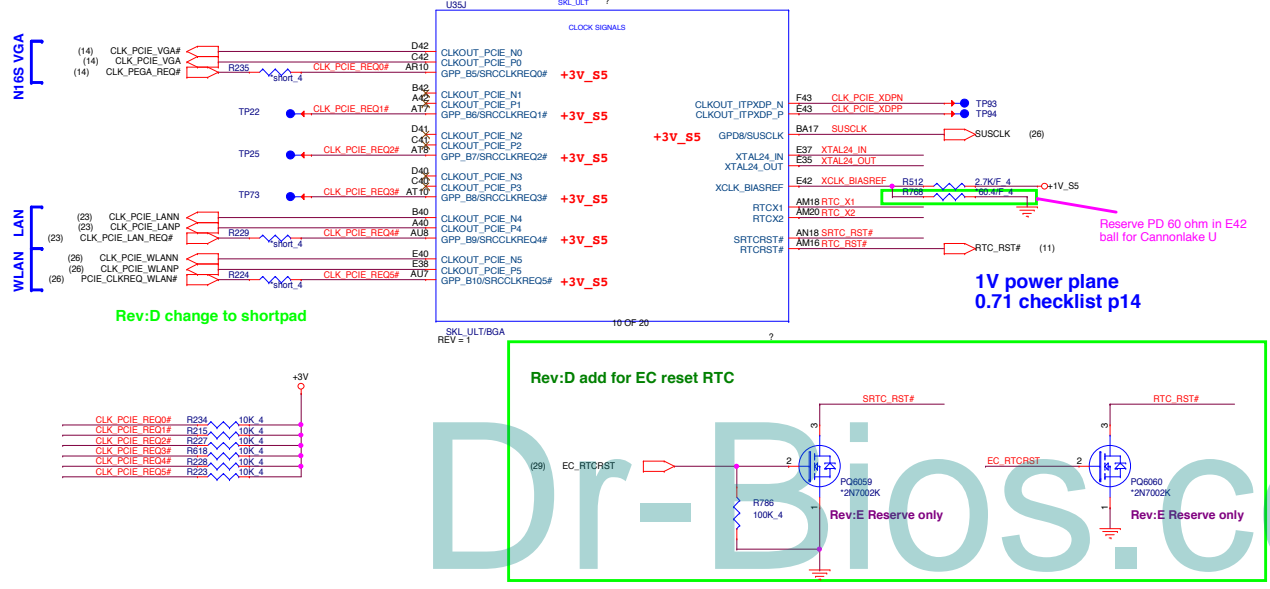 U35J
SKL_ULT
?
CLOCK SIGNALS
N16S VGA
(14) CLK_PCIE_VGA# D42 CLKOUT_PCIE_N0
(14) CLK_PCIE_VGA C42 CLKOUT_PCIE_P0
(14) CLK_PEGA_REQ# R235 short_4 CLK_PCIE_REQ0# AR10 GPP_B5/SRCCLKREQ0# +3V_S5
B42 CLKOUT_PCIE_N1
A42 CLKOUT_PCIE_P1
TP22 CLK_PCIE_REQ1# AT7 GPP_B6/SRCCLKREQ1# +3V_S5
D41 CLKOUT_PCIE_N2
C41 CLKOUT_PCIE_P2
TP25 CLK_PCIE_REQ2# AT8 GPP_B7/SRCCLKREQ2# +3V_S5
D40 CLKOUT_PCIE_N3
C40 CLKOUT_PCIE_P3
TP73 CLK_PCIE_REQ3# AT10 GPP_B8/SRCCLKREQ3# +3V_S5
LAN
(23) CLK_PCIE_LANN B40 CLKOUT_PCIE_N4
(23) CLK_PCIE_LANP A40 CLKOUT_PCIE_P4
(23) CLK_PCIE_LAN_REQ# R229 short_4 CLK_PCIE_REQ4# AU8 GPP_B9/SRCCLKREQ4# +3V_S5
WLAN
(26) CLK_PCIE_WLANN E40 CLKOUT_PCIE_N5
(26) CLK_PCIE_WLANP E38 CLKOUT_PCIE_P5
(26) PCIE_CLKREQ_WLAN# R224 short_4 CLK_PCIE_REQ5# AU7 GPP_B10/SRCCLKREQ5# +3V_S5
CLKOUT_ITPXDP_N F43 CLK_PCIE_XDPN TP93
CLKOUT_ITPXDP_P E43 CLK_PCIE_XDPP TP94
+3V_S5 GPD8/SUSCLK BA17 SUSCLK SUSCLK (26)
XTAL24_IN E37 XTAL24_IN
XTAL24_OUT E35 XTAL24_OUT
XCLK_BIASREF E42 XCLK_BIASREF R512 2.7K/F_4 +1V_S5
R768 *60.4/F_4
RTCX1 AM18 RTC_X1
RTCX2 AM20 RTC_X2
SRTCRST# AN18 SRTC_RST#
RTCRST# AM16 RTC_RST# RTC_RST# (11)
Reserve PD 60 ohm in E42
ball for Cannonlake U
1V power plane
0.71 checklist p14
Rev:D change to shortpad
10 OF 20
SKL_ULT/BGA
REV = 1
?
+3V
CLK_PCIE_REQ0# R234 10K_4
CLK_PCIE_REQ1# R215 10K_4
CLK_PCIE_REQ2# R227 10K_4
CLK_PCIE_REQ3# R618 10K_4
CLK_PCIE_REQ4# R228 10K_4
CLK_PCIE_REQ5# R223 10K_4
Rev:D add for EC reset RTC
SRTC_RST#
3
(29) EC_RTCRST 2
PQ6059
*2N7002K
1
Rev:E Reserve only
R786
100K_4
RTC_RST#
3
EC_RTCRST 2
PQ6060
*2N7002K
1
Rev:E Reserve only
Dr-Bios.c